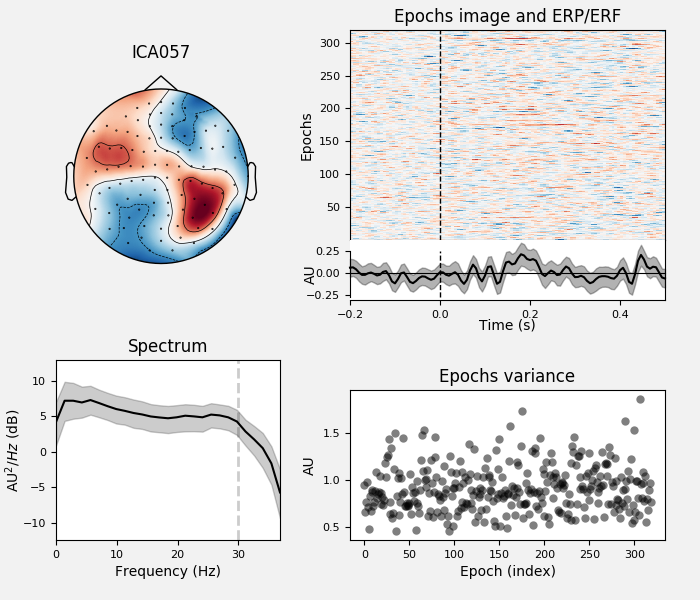 ICA057
Epochs image and ERP/ERF
Epochs
300
250
200
150
100
50
AU
0.25
0.00
−0.25
−0.2
0.0
0.2
0.4
Time (s)
Spectrum
AU²/Hz (dB)
10
5
0
−5
−10
0
10
20
30
Frequency (Hz)
Epochs variance
AU
1.5
1.0
0.5
0
50
100
150
200
250
300
Epoch (index)